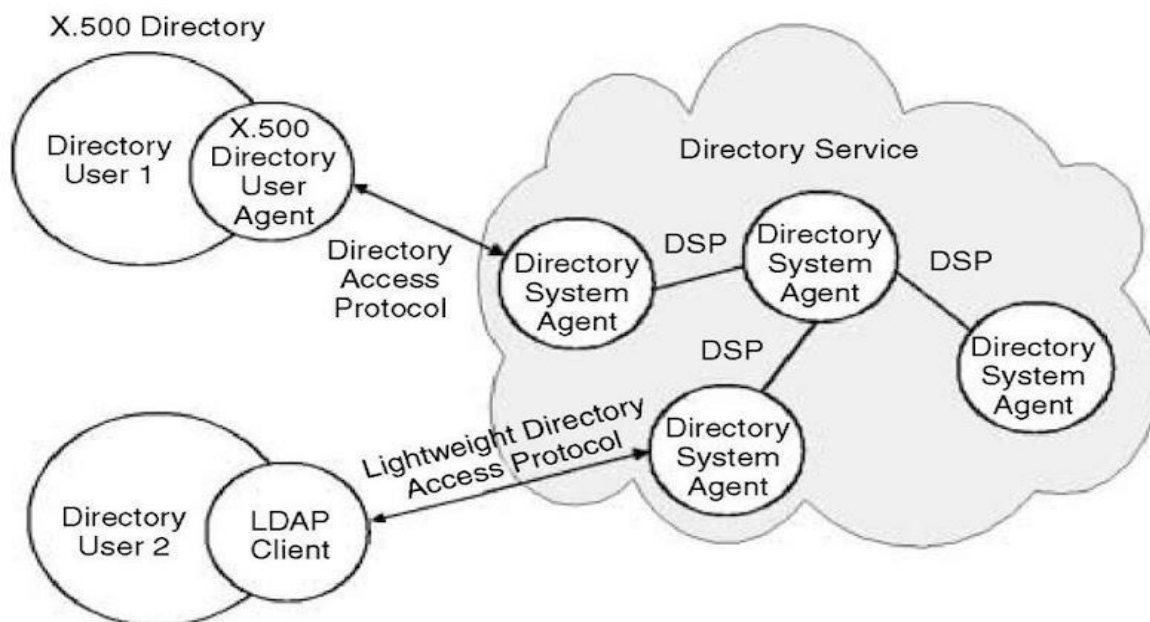 X.500 Directory
Directory
User 1
X.500
Directory
User
Agent
Directory
Access
Protocol
Directory Service
Directory
System
Agent
DSP
Directory
System
Agent
DSP
Directory
System
Agent
DSP
Directory
System
Agent
Lightweight Directory
Access Protocol
Directory
User 2
LDAP
Client